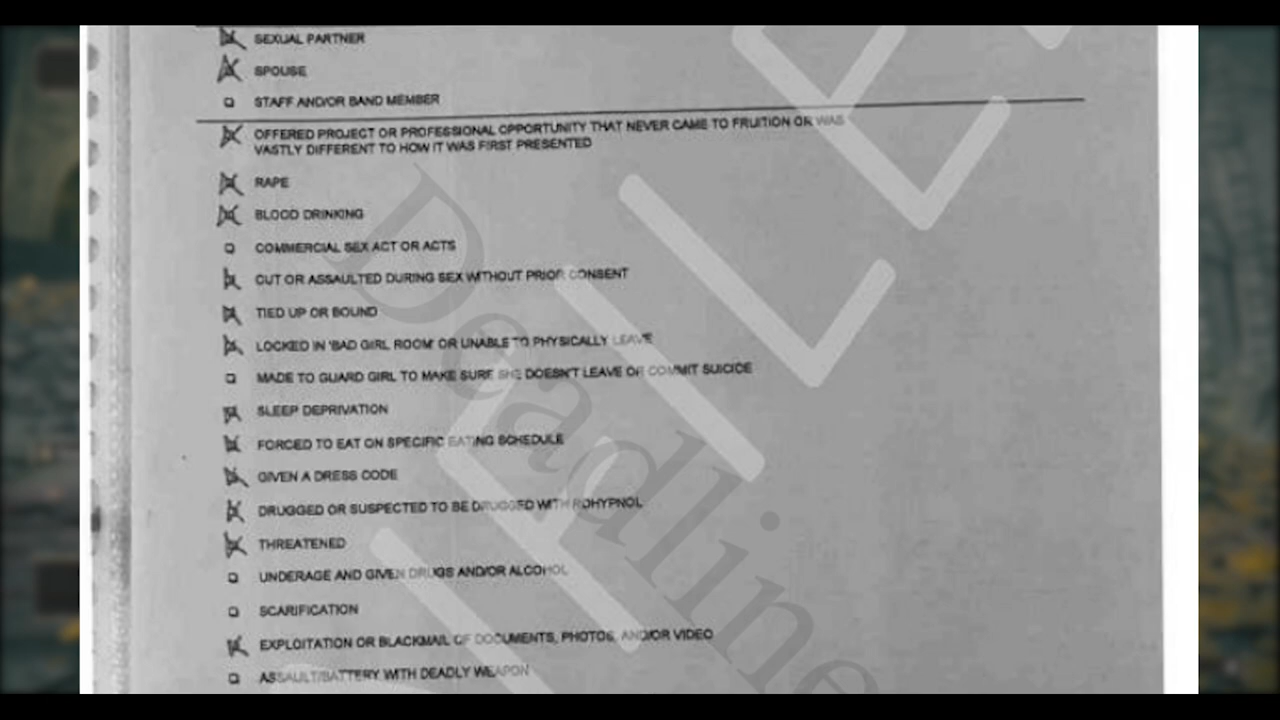 SEXUAL PARTNER
SPOUSE
STAFF AND/OR BAND MEMBER
OFFERED PROJECT OR PROFESSIONAL OPPORTUNITY THAT NEVER CAME TO FRUITION OR WAS
VASTLY DIFFERENT TO HOW IT WAS FIRST PRESENTED
RAPE
BLOOD DRINKING
COMMERCIAL SEX ACT OR ACTS
CUT OR ASSAULTED DURING SEX WITHOUT PRIOR CONSENT
TIED UP OR BOUND
LOCKED IN 'BAD GIRL ROOM' OR UNABLE TO PHYSICALLY LEAVE
MADE TO GUARD GIRL TO MAKE SURE SHE DOESN'T LEAVE OR COMMIT SUICIDE
SLEEP DEPRIVATION
FORCED TO EAT ON SPECIFIC EATING SCHEDULE
GIVEN A DRESS CODE
DRUGGED OR SUSPECTED TO BE DRUGGED WITH ROHYPNOL
THREATENED
UNDERAGE AND GIVEN DRUGS AND/OR ALCOHOL
SCARIFICATION
EXPLOITATION OR BLACKMAIL OF DOCUMENTS, PHOTOS, AND/OR VIDEO
ASSAULT/BATTERY WITH DEADLY WEAPON
Deadline